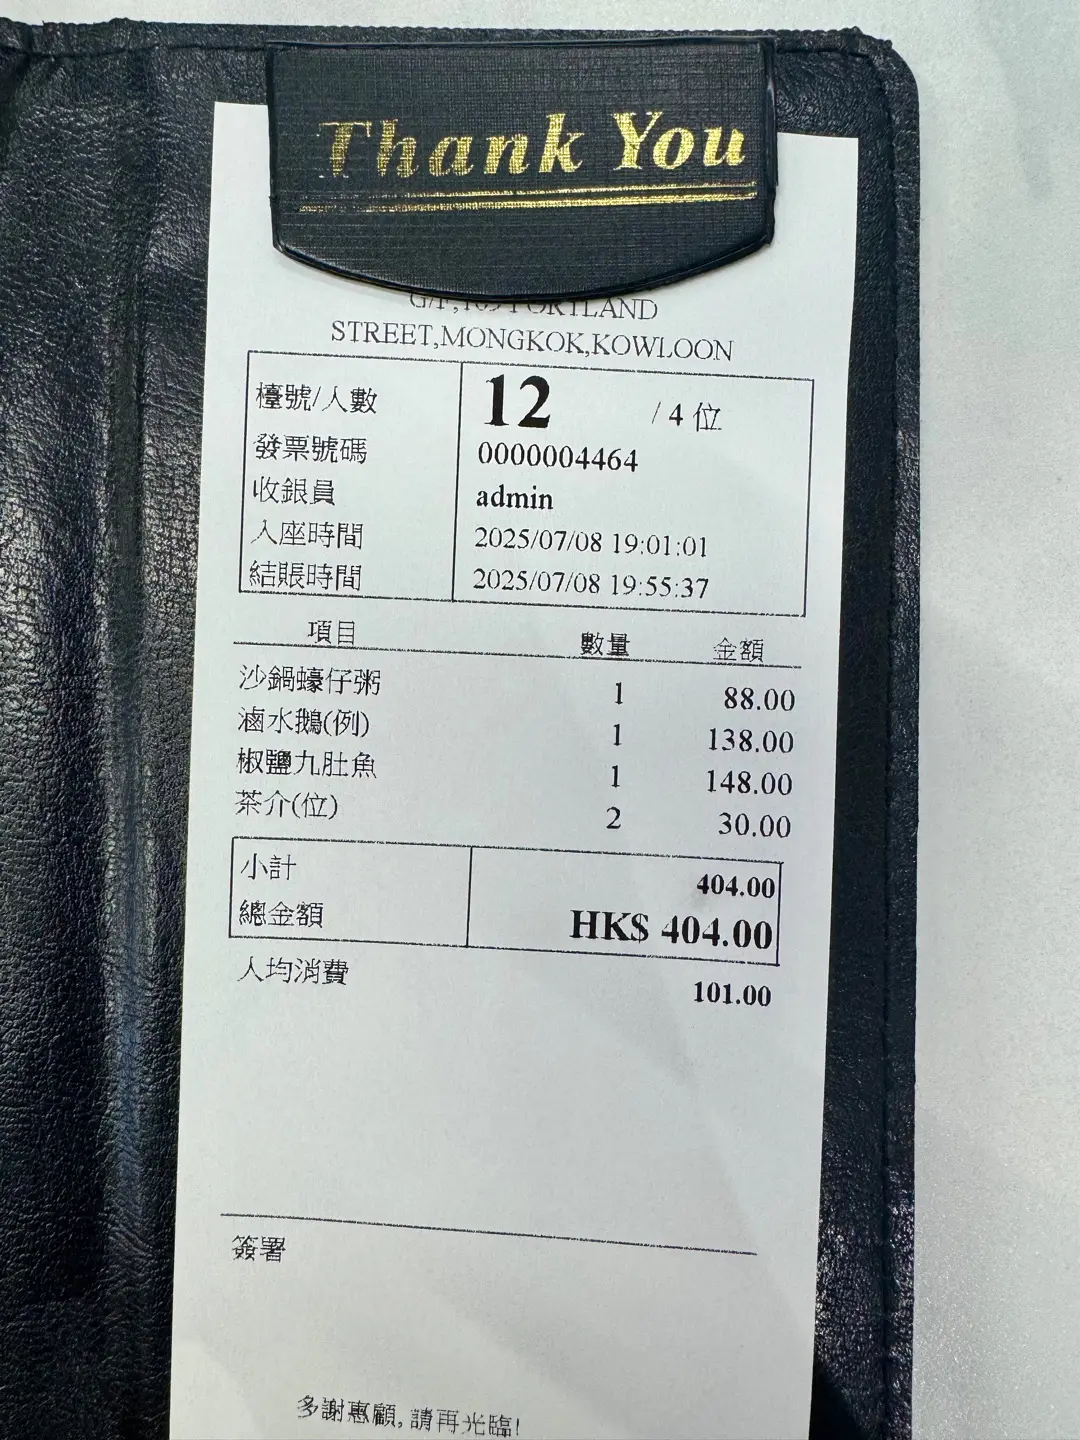 Thank You
PORTLAND
STREET,MONGKOK,KOWLOON
檯號/人數 12 / 4 位
發票號碼 0000004464
收銀員 admin
入座時間 2025/07/08 19:01:01
結賬時間 2025/07/08 19:55:37
項目 數量 金額
沙鍋蠔仔粥 1 88.00
滷水鵝(例) 1 138.00
椒鹽九肚魚 1 148.00
茶介(位) 2 30.00
小計 404.00
總金額 HK$ 404.00
人均消費 101.00
簽署
多謝惠顧,請再光臨!